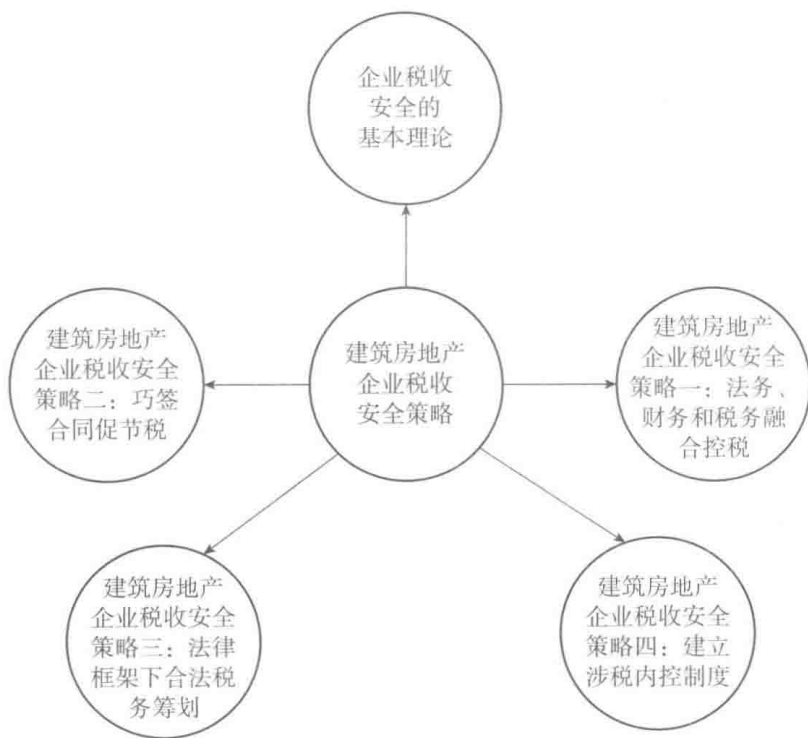 企业税收
安全的
基本理论
建筑房地产
企业税收安全
策略二：巧签
合同促节税
建筑房地产
企业税收
安全策略
建筑房地产
企业税收安全
策略一：法务、
财务和税务融
合控税
建筑房地产
企业税收安全
策略三：法律
框架下合法税
务筹划
建筑房地产
企业税收安全
策略四：建立
涉税内控制度